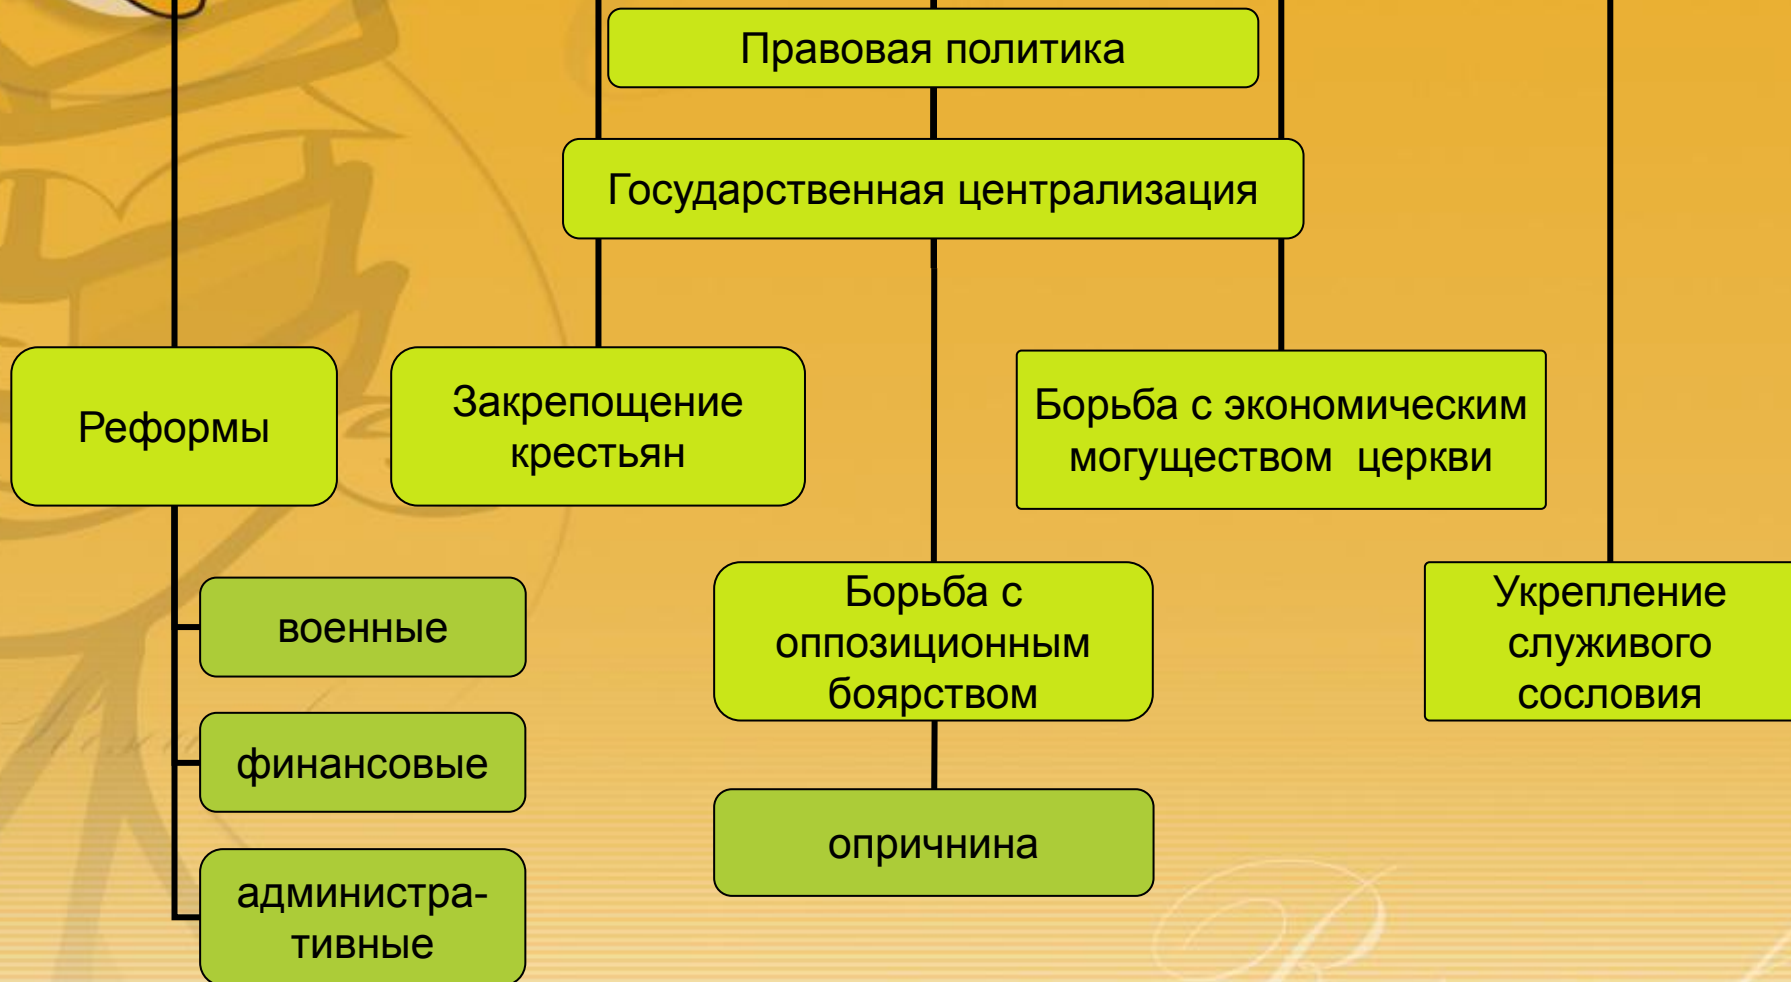 Правовая политика
Государственная централизация
Реформы
Закрепощение
крестьян
Борьба с экономическим
могуществом церкви
военные
финансовые
администра-
тивные
Борьба с
оппозиционным
боярством
опричнина
Укрепление
служивого
сословия